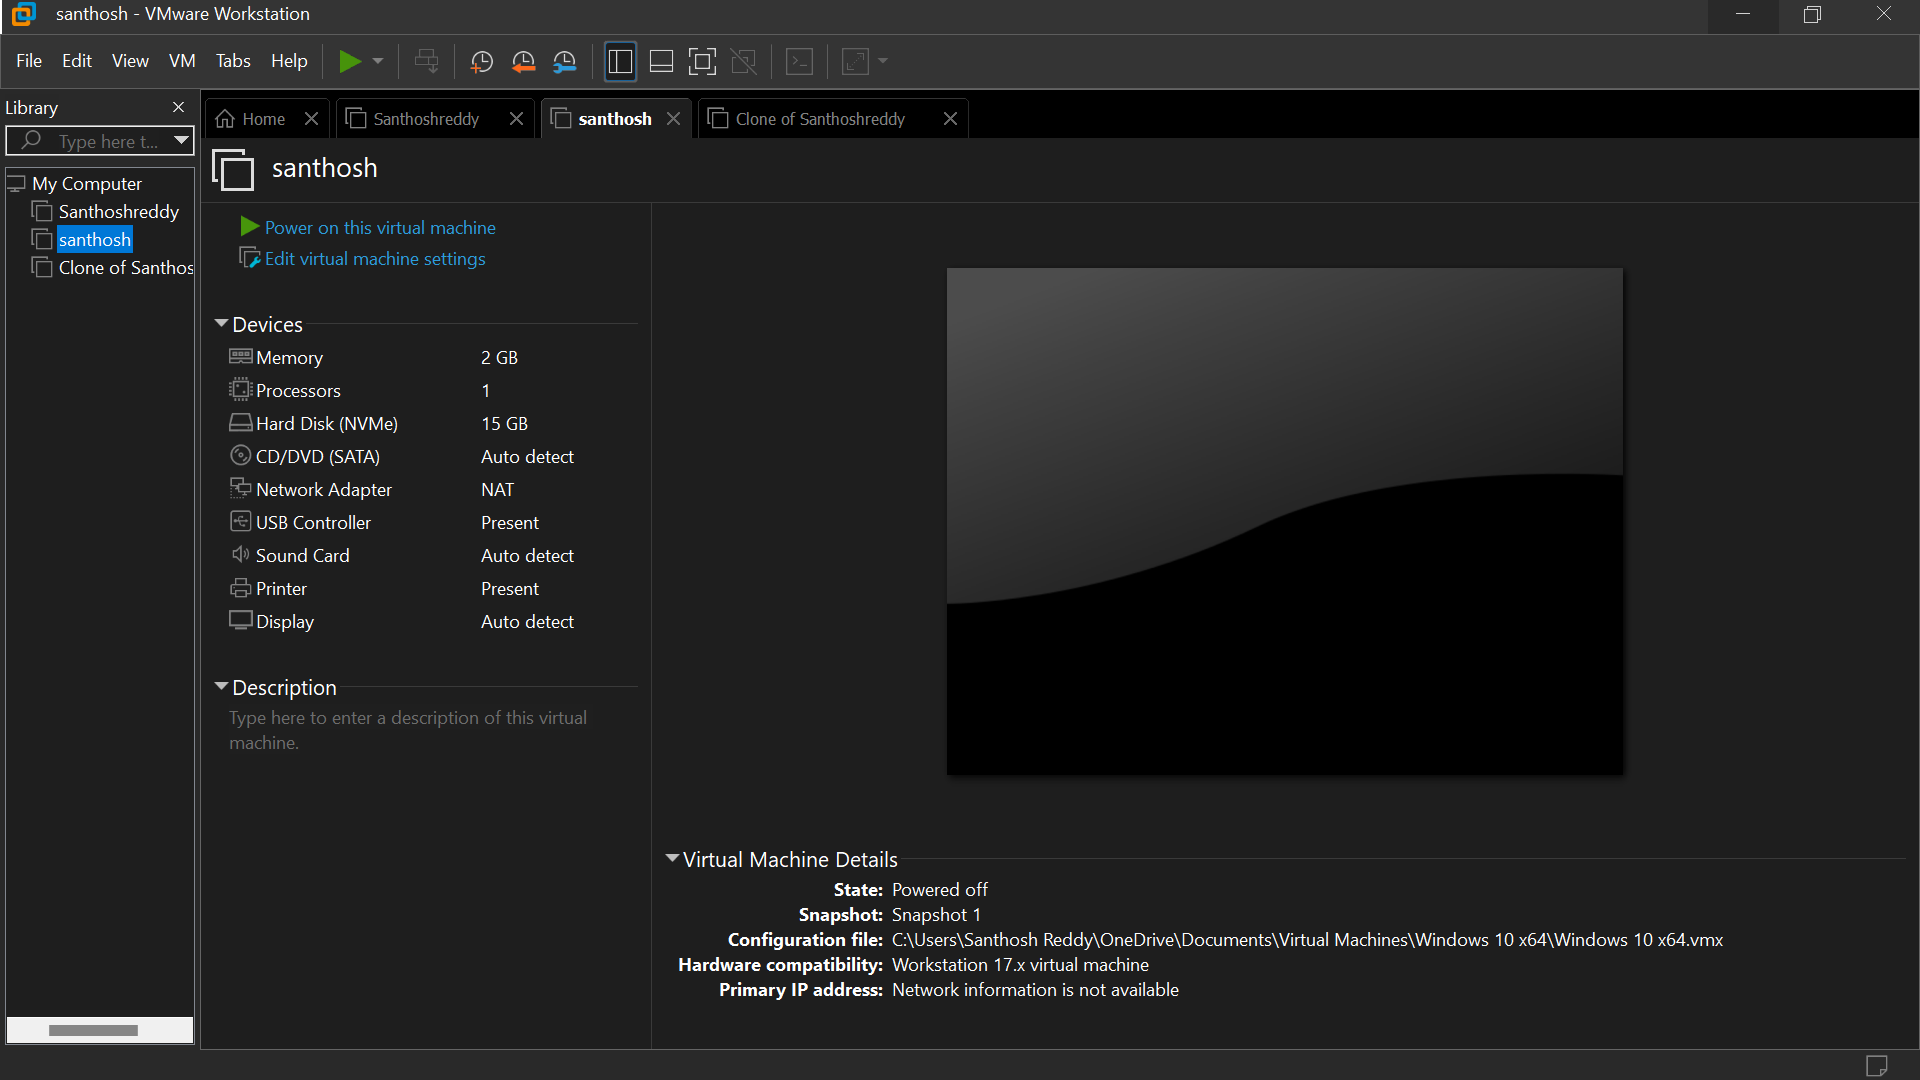 santhosh - VMware Workstation
File Edit View VM Tabs Help
Library
Type here t...
My Computer
Santhoshreddy
santhosh
Clone of Santhos
Home Santhoshreddy santhosh Clone of Santhoshreddy
santhosh
Power on this virtual machine
Edit virtual machine settings
Devices
Memory 2 GB
Processors 1
Hard Disk (NVMe) 15 GB
CD/DVD (SATA) Auto detect
Network Adapter NAT
USB Controller Present
Sound Card Auto detect
Printer Present
Display Auto detect
Description
Type here to enter a description of this virtual
machine.
Virtual Machine Details
State: Powered off
Snapshot: Snapshot 1
Configuration file: C:\Users\Santhosh Reddy\OneDrive\Documents\Virtual Machines\Windows 10 x64\Windows 10 x64.vmx
Hardware compatibility: Workstation 17.x virtual machine
Primary IP address: Network information is not available